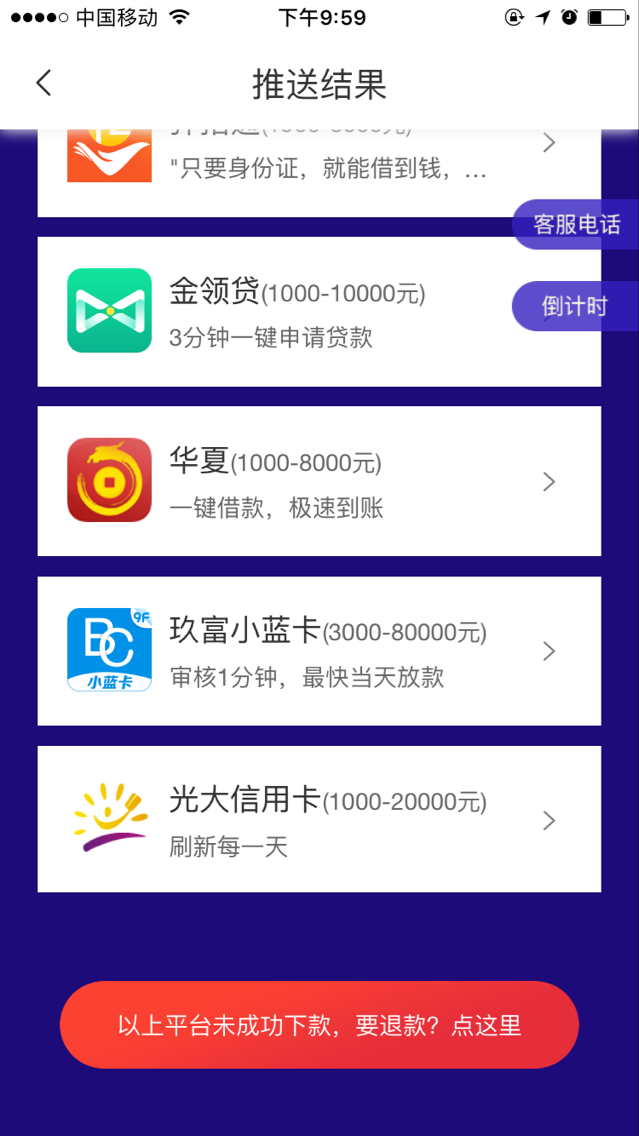 中国移动
下午9:59
推送结果
"只要身份证，就能借到钱，...
客服电话
金领贷(1000-10000元)
3分钟一键申请贷款
倒计时
华夏(1000-8000元)
一键借款，极速到账
9F
BC
小蓝卡
玖富小蓝卡(3000-80000元)
审核1分钟，最快当天放款
光大信用卡(1000-20000元)
刷新每一天
以上平台未成功下款，要退款？点这里